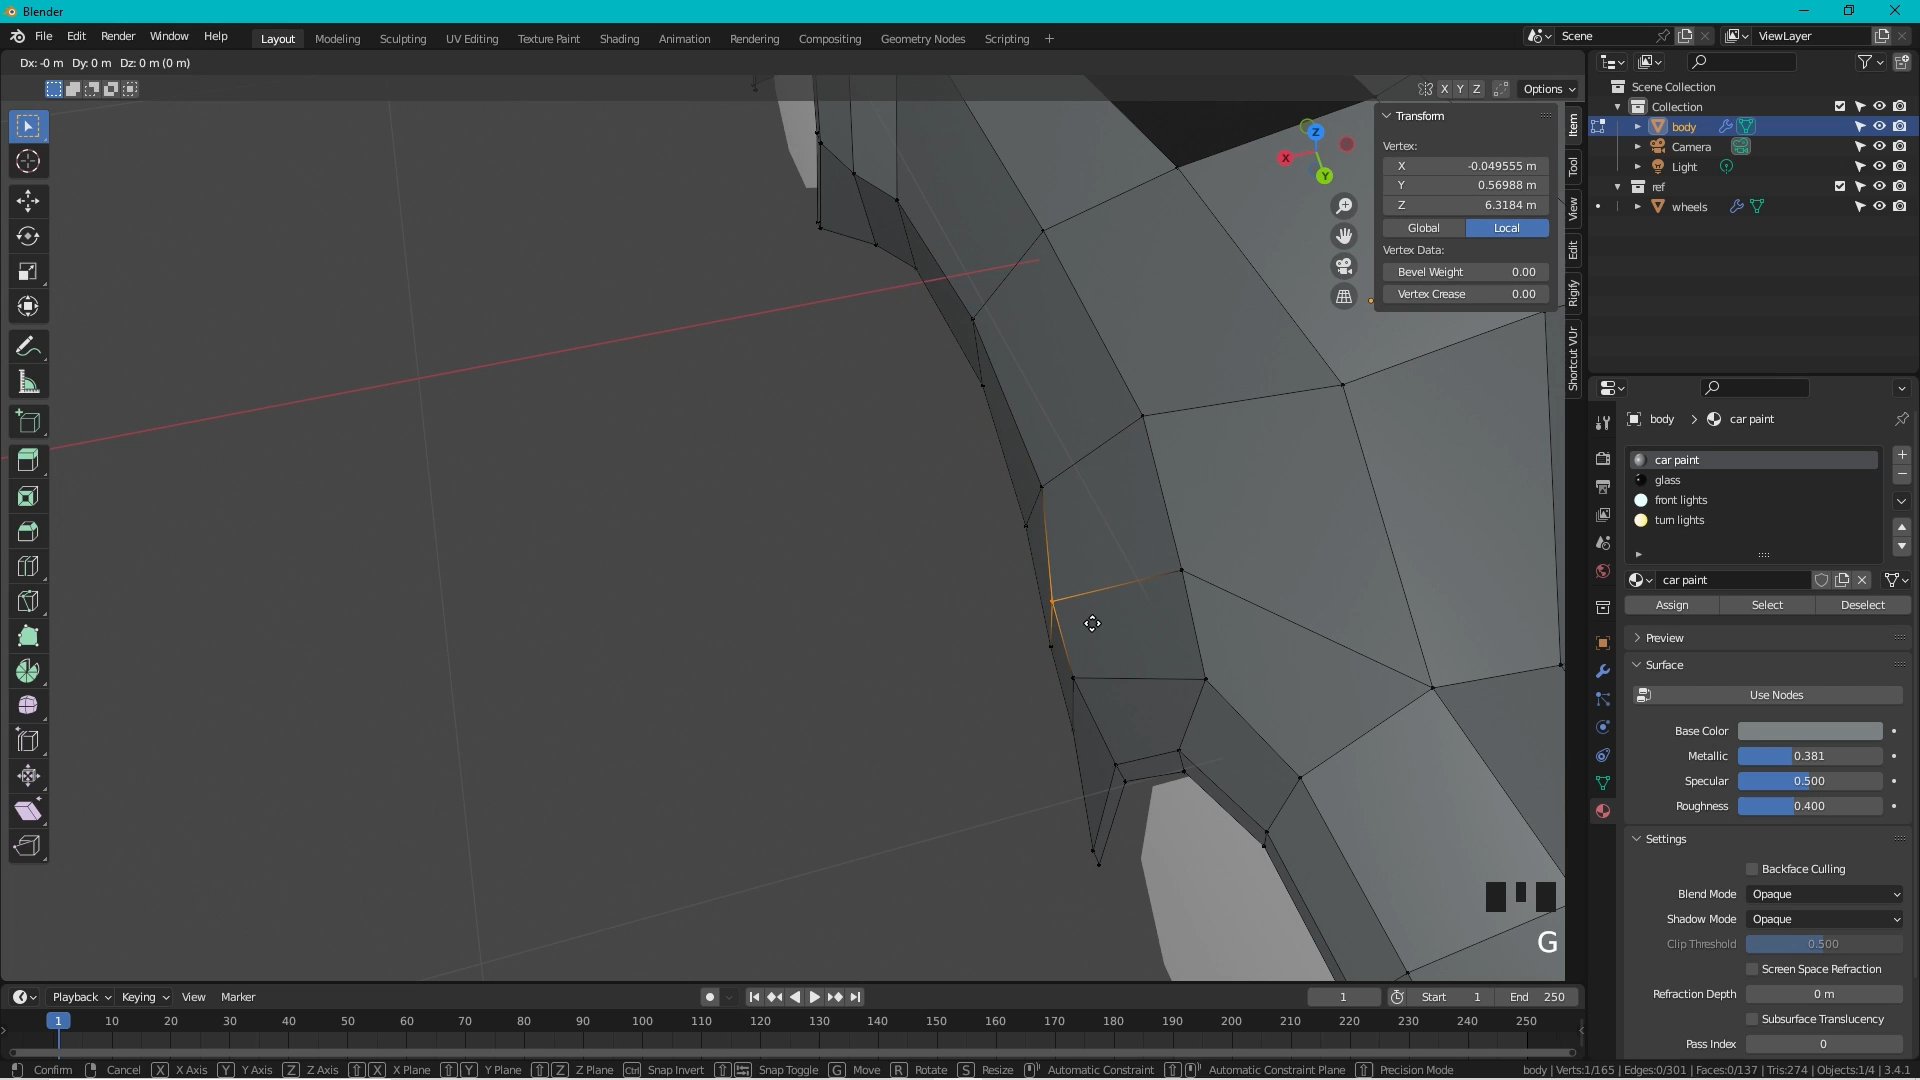 Blender
File Edit Render Window Help Layout Modeling Sculpting UV Editing Texture Paint Shading Animation Rendering Compositing Geometry Nodes Scripting + Scene ViewLayer
Dx: -0 m Dy: 0 m Dz: 0 m (0 m)
X Y Z Options
Scene Collection
Collection
body
Camera
Light
ref
wheels
Transform
Vertex:
X -0.049555 m
Y 0.56988 m
Z 6.3184 m
Global Local
Vertex Data:
Bevel Weight 0.00
Vertex Crease 0.00
Z
X
Y
Item
Tool
View
Edit
Rigify
Shortcut VUr
body > car paint
car paint
glass
front lights
turn lights
car paint
Assign Select Deselect
Preview
Surface
Use Nodes
Base Color
Metallic 0.381
Specular 0.500
Roughness 0.400
Settings
Backface Culling
Blend Mode Opaque
Shadow Mode Opaque
Clip Threshold 0.500
Screen Space Refraction
Refraction Depth 0 m
Subsurface Translucency
Pass Index 0
G
Playback Keying View Marker 1 Start 1 End 250
1 10 20 30 40 50 60 70 80 90 100 110 120 130 140 150 160 170 180 190 200 210 220 230 240 250
Confirm Cancel X X Axis Y Y Axis Z Z Axis X X Plane Y Y Plane Z Z Plane Ctrl Snap Invert Snap Toggle G Move R Rotate S Resize Automatic Constraint Automatic Constraint Plane Precision Mode body | Verts:1/165 | Edges:0/301 | Faces:0/137 | Tris:274 | Objects:1/4 | 3.4.1